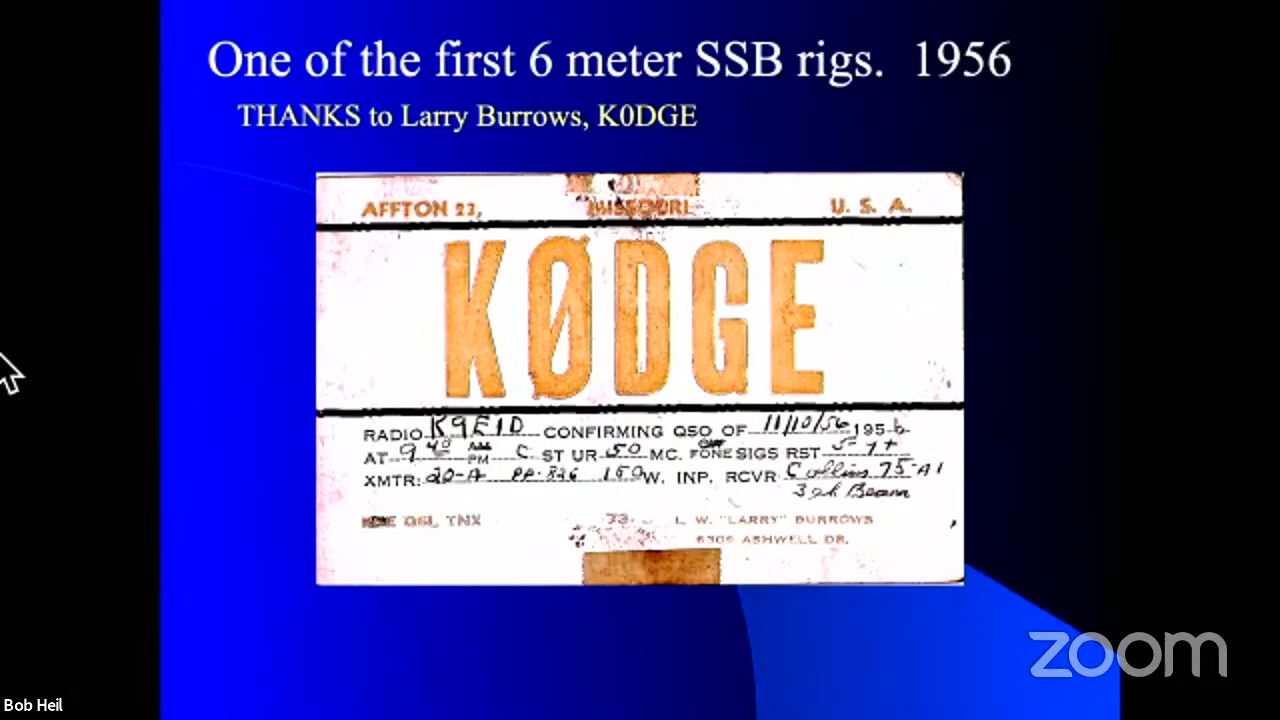 One of the first 6 meter SSB rigs. 1956
THANKS to Larry Burrows, K0DGE
AFFTON 23, MISSOURI U. S. A.
KØDGE
RADIO K9EID CONFIRMING QSO OF 11/10/56 1956
AT 9 40 PM C ST UR 50 MC. FONE SIGS RST
XMTR: 20-A PP-826 150 W. INP. RCVR Collins 75-A1
3 el Beam
QSL TNX 73. L. W. "LARRY" BURROWS
6306 ASHWELL DR.
zoom
Bob Heil